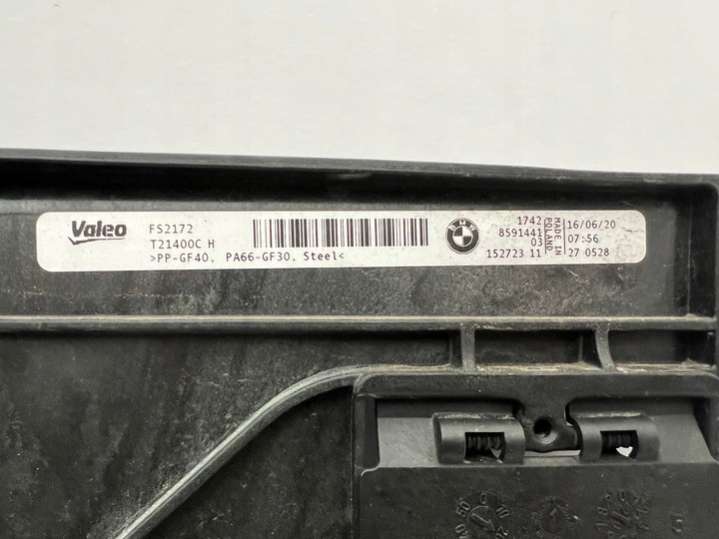 Valeo
FS2172
T21400C H
>PP-GF40, PA66-GF30, Steel<
BMW
1742
8591441
03
152723 11
MADE IN
POLAND
16/06/20
07:56
27 0528